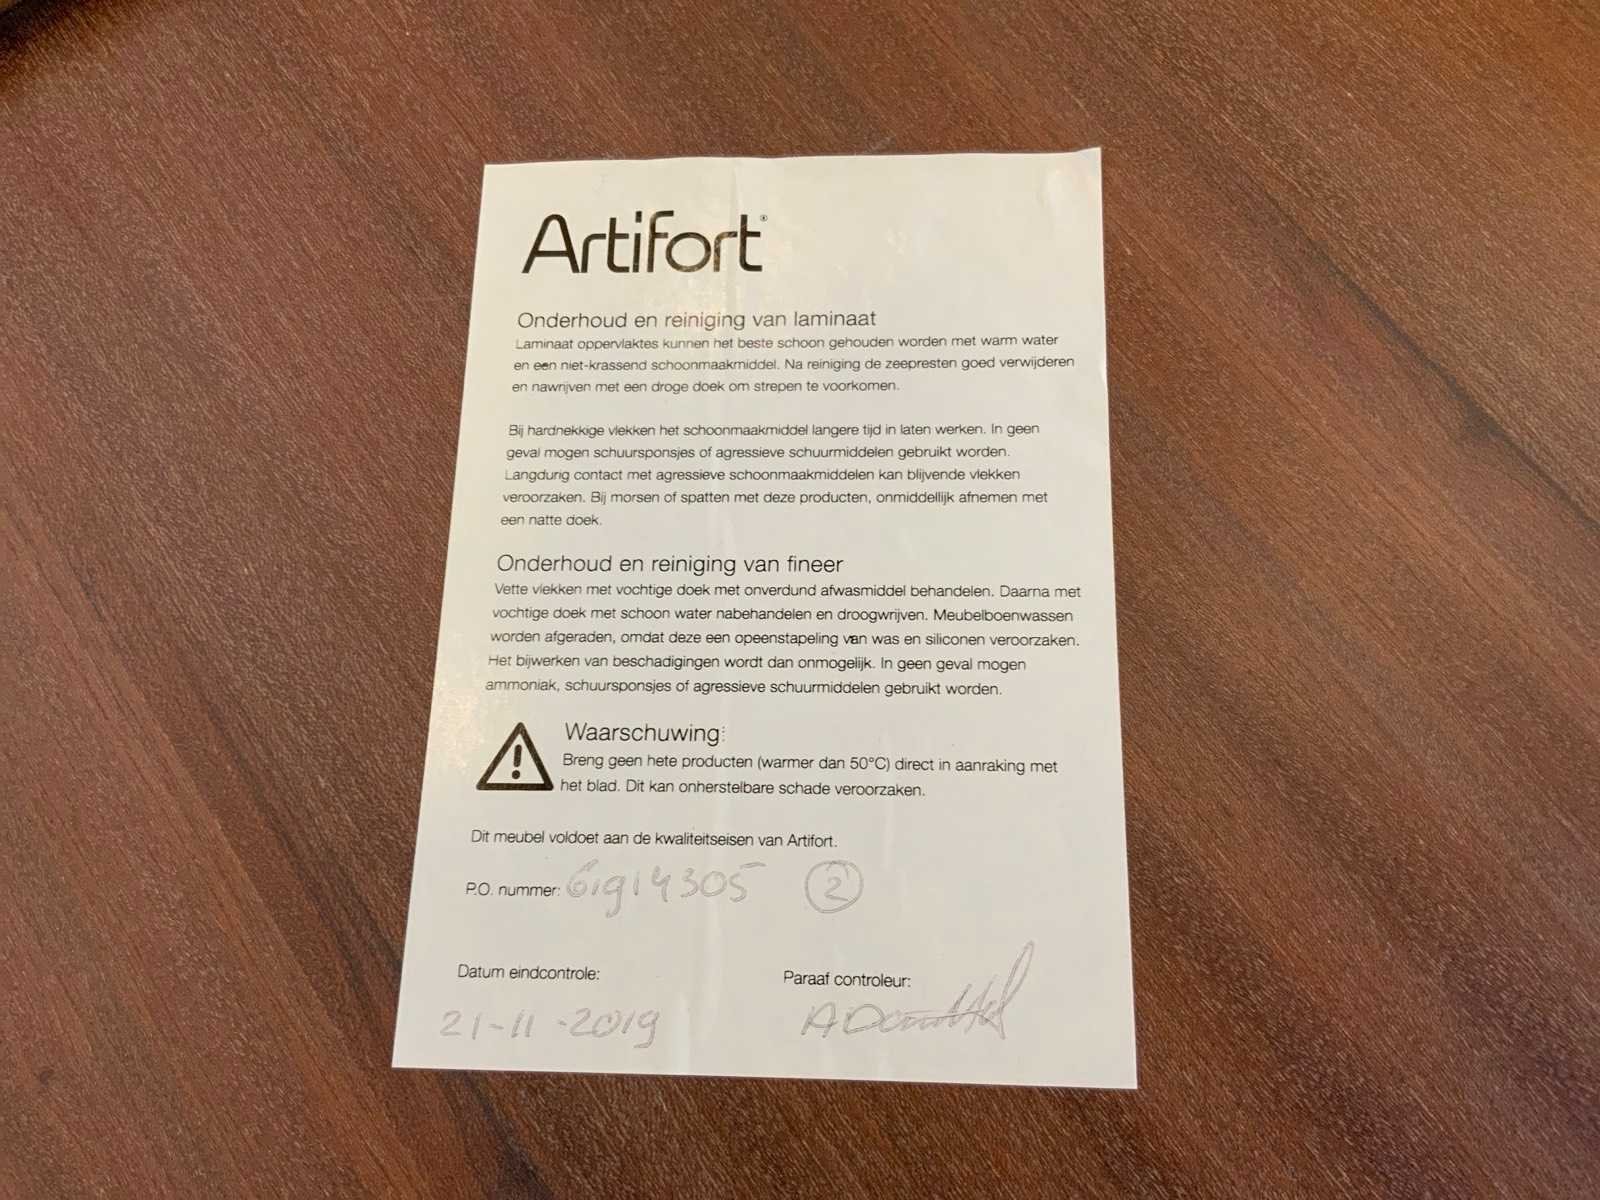 Artifort®
Onderhoud en reiniging van laminaat
Laminaat oppervlaktes kunnen het beste schoon gehouden worden met warm water
en een niet-krassend schoonmaakmiddel. Na reiniging de zeepresten goed verwijderen
en nawrijven met een droge doek om strepen te voorkomen.
Bij hardnekkige vlekken het schoonmaakmiddel langere tijd in laten werken. In geen
geval mogen schuursponsjes of agressieve schuurmiddelen gebruikt worden.
Langdurig contact met agressieve schoonmaakmiddelen kan blijvende vlekken
veroorzaken. Bij morsen of spatten met deze producten, onmiddellijk afnemen met
een natte doek.
Onderhoud en reiniging van fineer
Vette vlekken met vochtige doek met onverdund afwasmiddel behandelen. Daarna met
vochtige doek met schoon water nabehandelen en droogwrijven. Meubelboenwassen
worden afgeraden, omdat deze een opeenstapeling van was en siliconen veroorzaken.
Het bijwerken van beschadigingen wordt dan onmogelijk. In geen geval mogen
ammoniak, schuursponsjes of agressieve schuurmiddelen gebruikt worden.
Waarschuwing:
Breng geen hete producten (warmer dan 50°C) direct in aanraking met
het blad. Dit kan onherstelbare schade veroorzaken.
Dit meubel voldoet aan de kwaliteitseisen van Artifort.
P.O. nummer: 61914305 2
Datum eindcontrole: Paraaf controleur:
21-11-2019